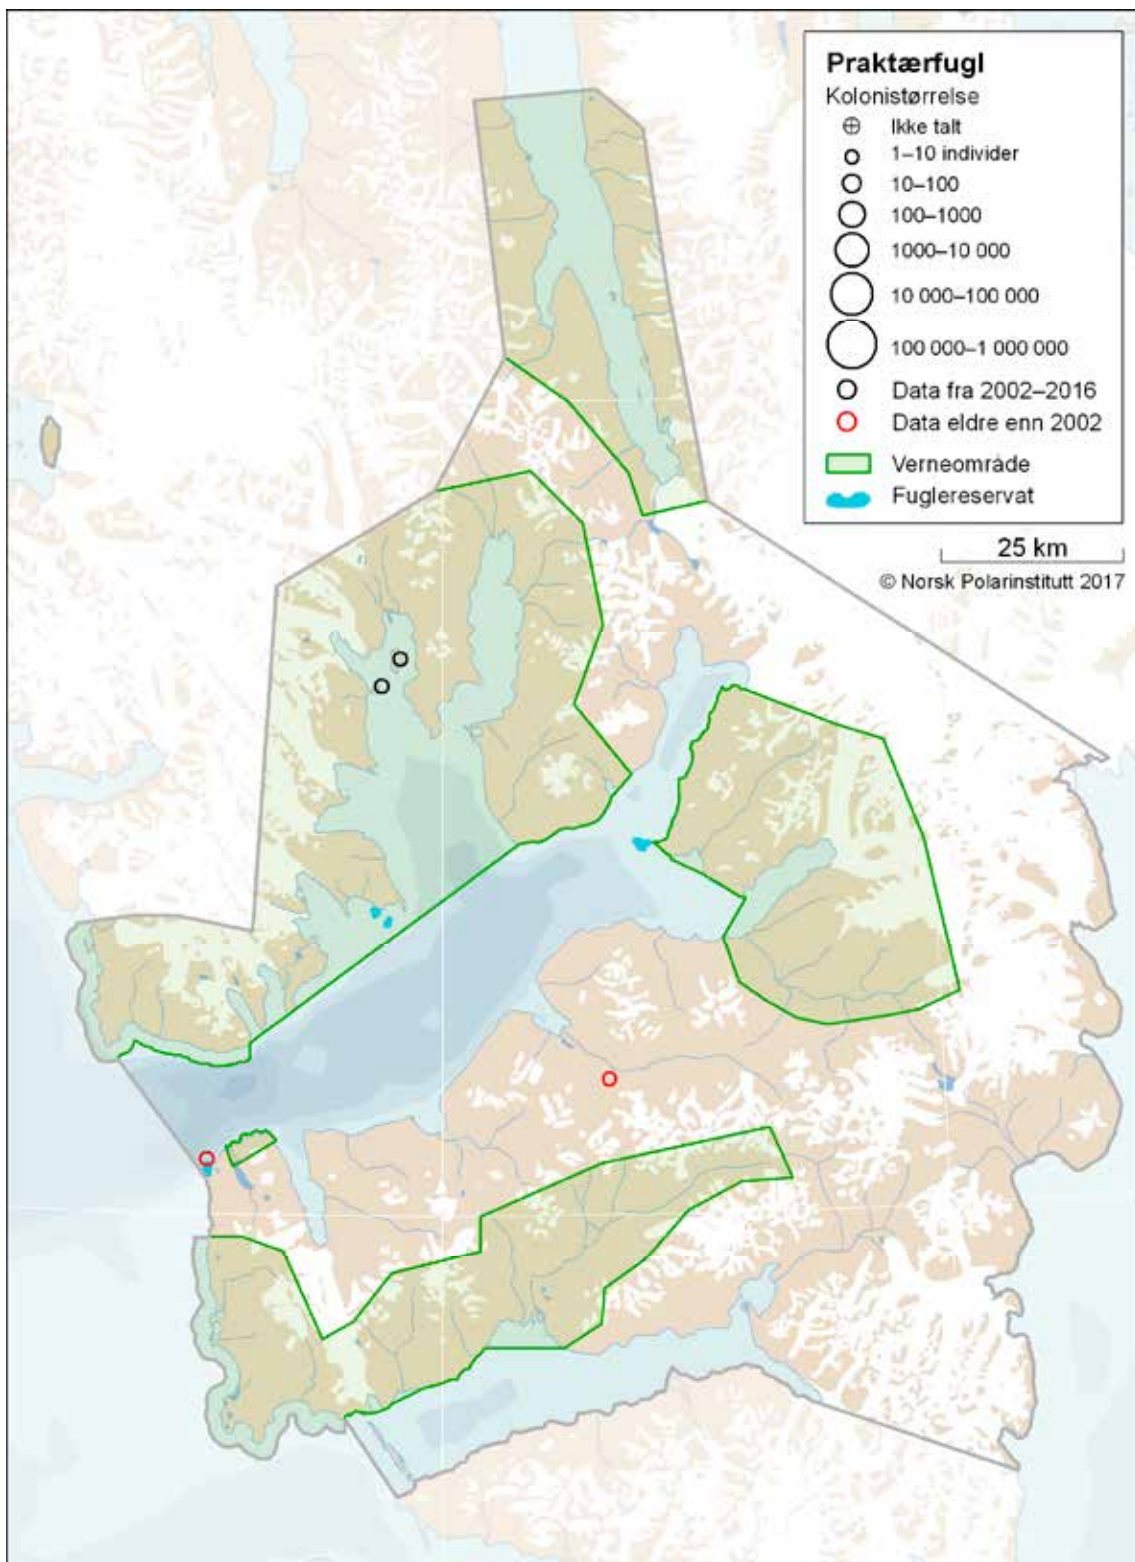 Praktærfugl
Kolonistørrelse
Ikke talt
1–10 individer
10–100
100–1000
1000–10 000
10 000–100 000
100 000–1 000 000
Data fra 2002–2016
Data eldre enn 2002
Verneområde
Fuglereservat
25 km
© Norsk Polarinstitutt 2017